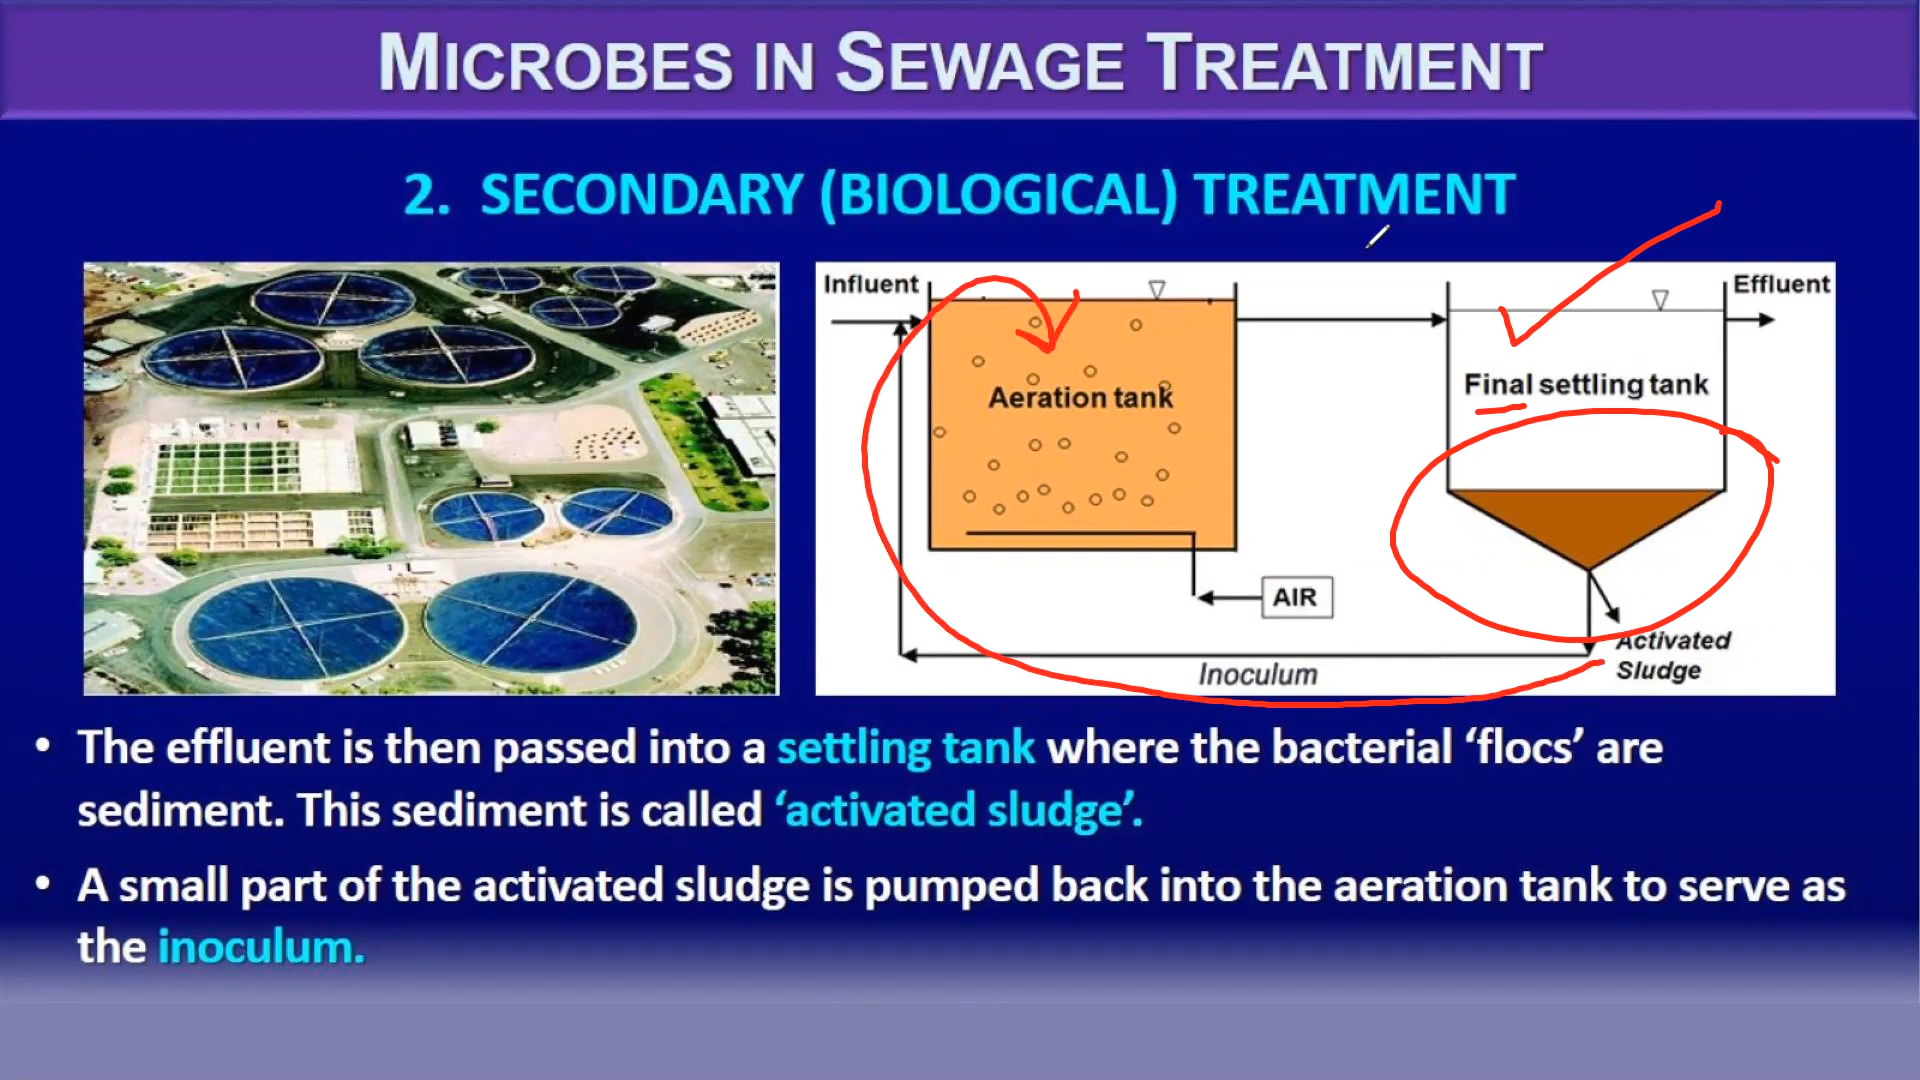 MICROBES IN SEWAGE TREATMENT
2. SECONDARY (BIOLOGICAL) TREATMENT
Influent
Effluent
Aeration tank
Final settling tank
AIR
Activated
Sludge
Inoculum
• The effluent is then passed into a settling tank where the bacterial ‘flocs’ are
sediment. This sediment is called ‘activated sludge’.
• A small part of the activated sludge is pumped back into the aeration tank to serve as
the inoculum.